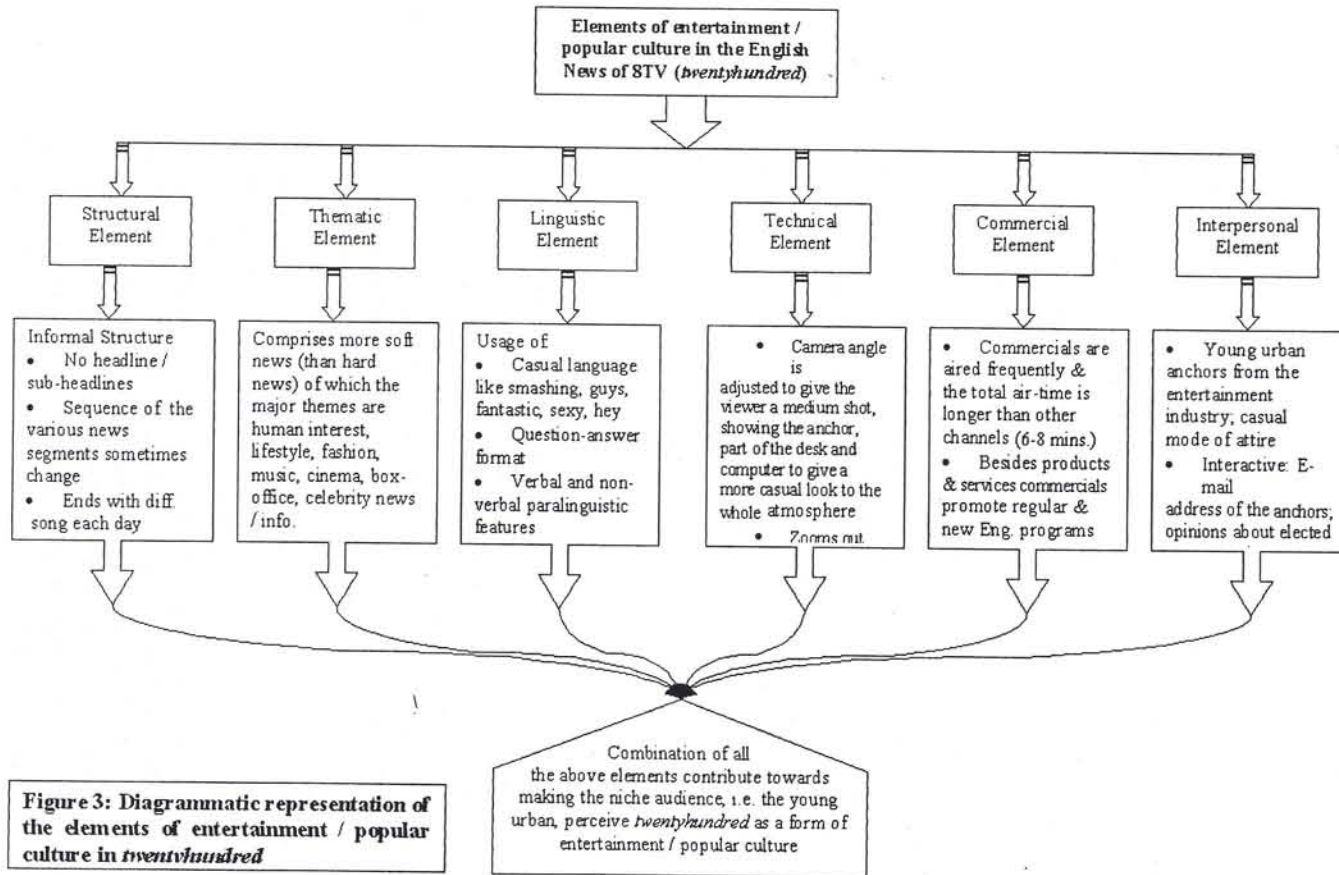 Elements of entertainment /
popular culture in the English
News of 8TV (twentyhundred)
Structural
Element
Thematic
Element
Linguistic
Element
Technical
Element
Commercial
Element
Interpersonal
Element
Informal Structure
• No headline /
sub-headlines
• Sequence of the
various news
segments sometimes
change
• Ends with diff.
song each day
Comprises more soft
news (than hard
news) of which the
major themes are
human interest,
lifestyle, fashion,
music, cinema, box-
office, celebrity news
/ info.
Usage of
• Casual language
like smashing, guys,
fantastic, sexy, hey
• Question-answer
format
• Verbal and non-
verbal paralinguistic
features
• Camera angle
is
adjusted to give the
viewer a medium shot,
showing the anchor,
part of the desk and
computer to give a
more casual look to the
whole atmosphere
• Zooms out
• Commercials are
aired frequently &
the total air-time is
longer than other
channels (6-8 mins.)
• Besides products
& services commercials
promote regular &
new Eng. programs
• Young urban
anchors from the
entertainment
industry; casual
mode of attire
• Interactive: E-
mail
address of the anchors;
opinions about elected
Combination of all
the above elements contribute towards
making the niche audience, i.e. the young
urban, perceive twentyhundred as a form of
entertainment / popular culture
Figure 3: Diagrammatic representation of
the elements of entertainment / popular
culture in twentyhundred